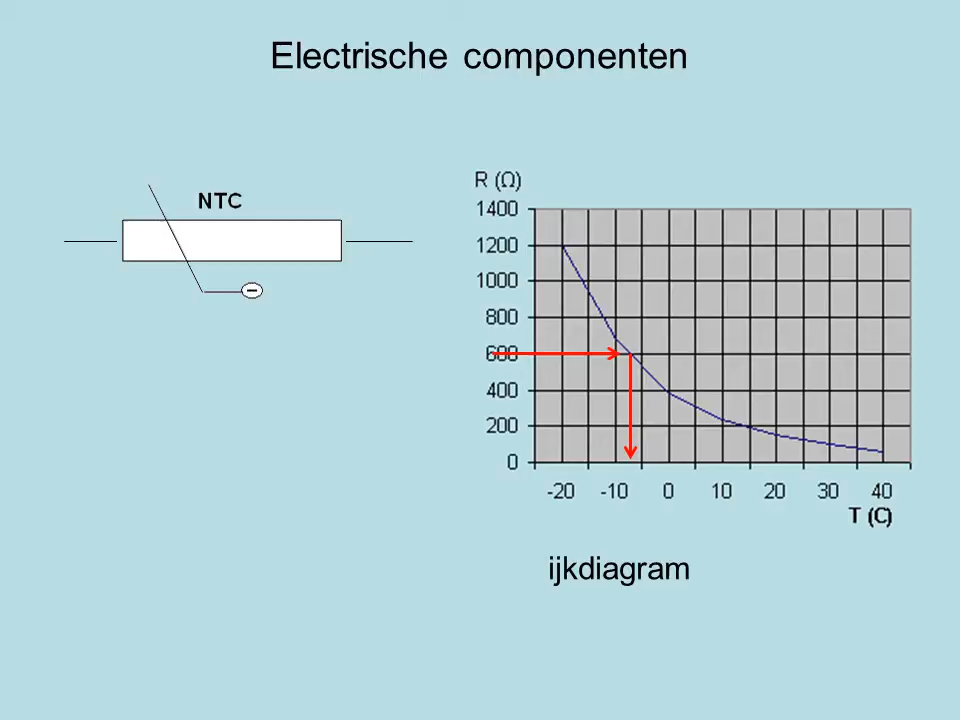 Electrische componenten
NTC
R (Ω)
1400
1200
1000
800
600
400
200
0
-20 -10 0 10 20 30 40
T (C)
ijkdiagram